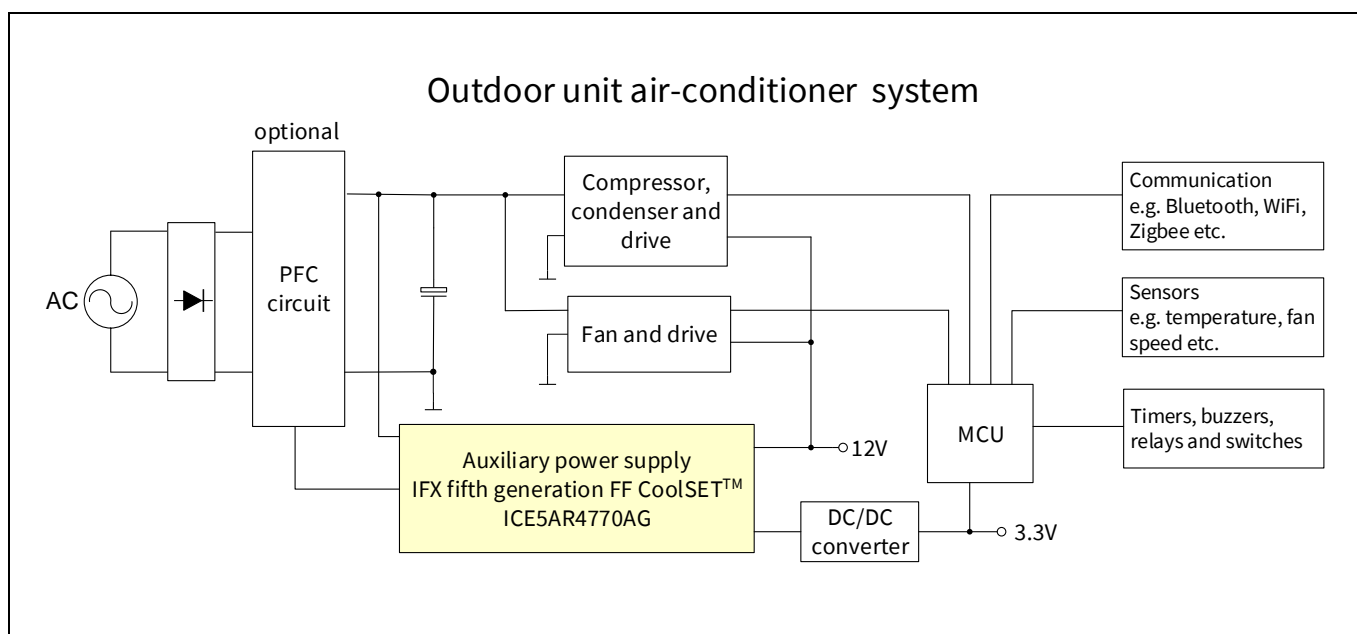 Outdoor unit air-conditioner system
optional
Compressor,
condenser and
drive
Communication
e.g. Bluetooth, WiFi,
Zigbee etc.
AC
PFC
circuit
Fan and drive
Sensors
e.g. temperature, fan
speed etc.
MCU
Timers, buzzers,
relays and switches
Auxiliary power supply
IFX fifth generation FF CoolSET™
ICE5AR4770AG
12V
DC/DC
converter
3.3V